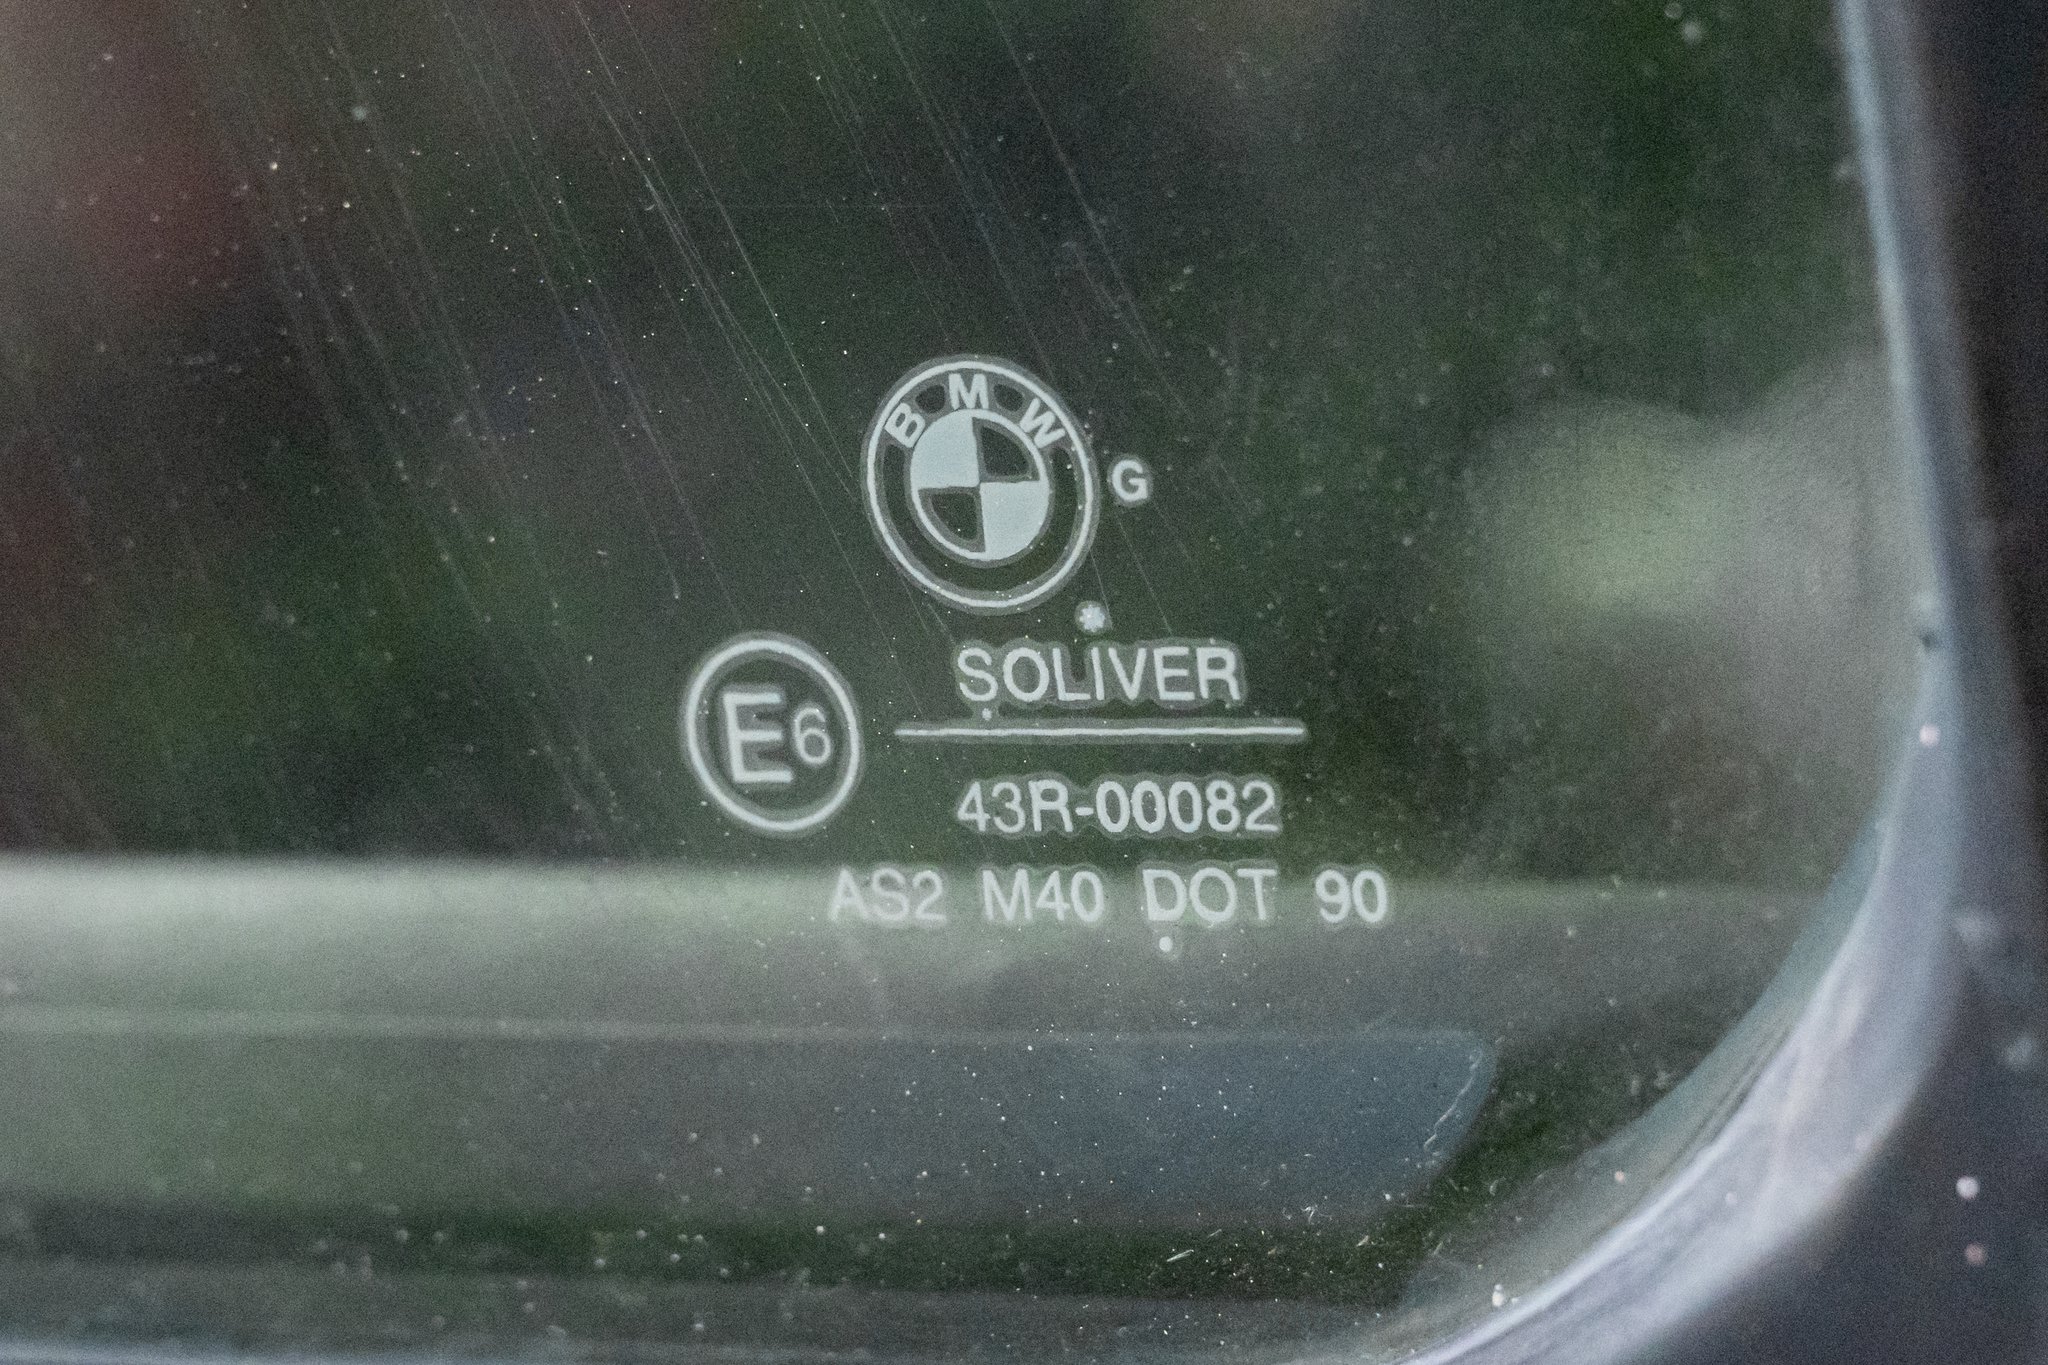 BMW
G
SOLIVER
E6
43R-00082
AS2 M40 DOT 90